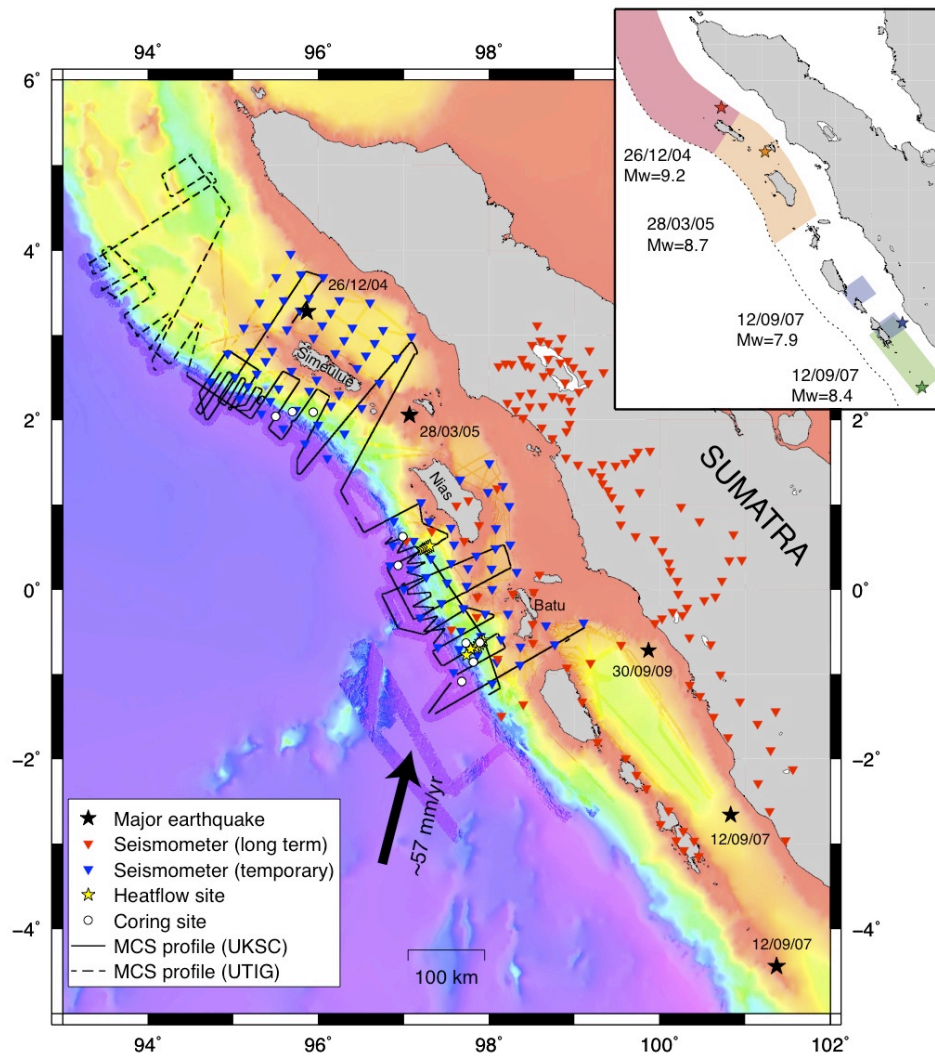 94° 96° 98°
6°
4°
2°
0°
−2°
−4°
26/12/04
Mw=9.2
28/03/05
Mw=8.7
12/09/07
Mw=7.9
12/09/07
Mw=8.4
26/12/04
Simeulue
28/03/05
Nias
SUMATRA
Batu
30/09/09
~57 mm/yr
12/09/07
12/09/07
100 km
Major earthquake
Seismometer (long term)
Seismometer (temporary)
Heatflow site
Coring site
MCS profile (UKSC)
MCS profile (UTIG)
2°
0°
−2°
−4°
94° 96° 98° 99° 100° 101° 102°